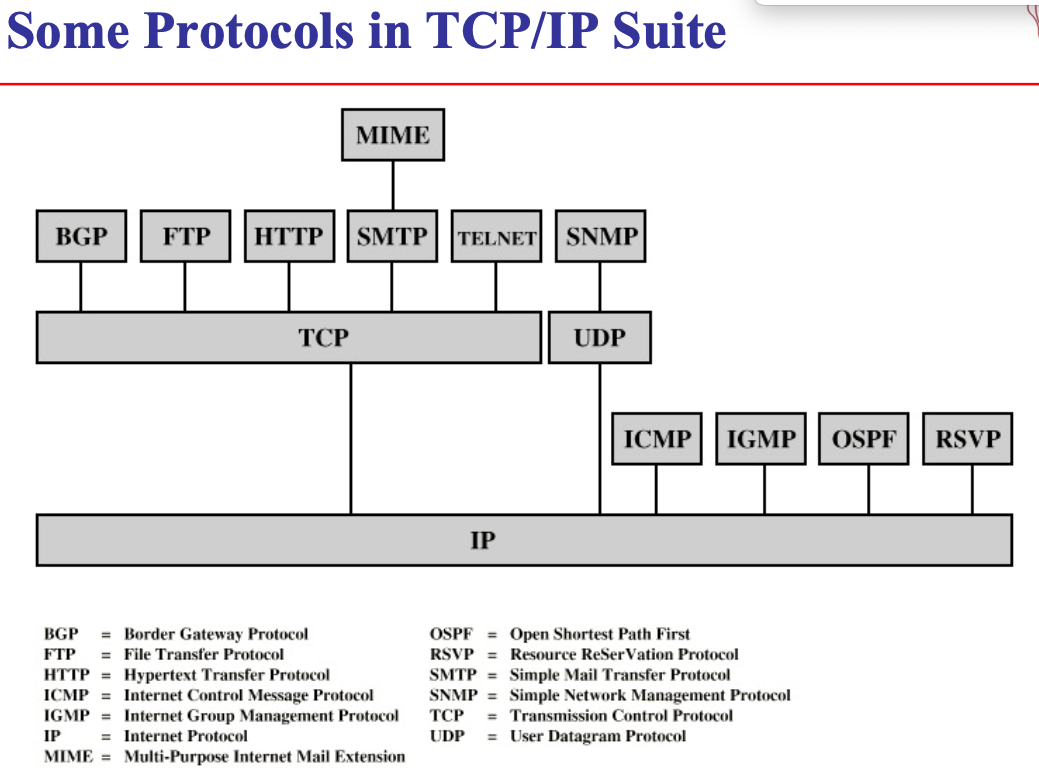 Some Protocols in TCP/IP Suite
MIME
BGP FTP HTTP SMTP TELNET SNMP
TCP UDP
ICMP IGMP OSPF RSVP
IP
BGP = Border Gateway Protocol
FTP = File Transfer Protocol
HTTP = Hypertext Transfer Protocol
ICMP = Internet Control Message Protocol
IGMP = Internet Group Management Protocol
IP = Internet Protocol
MIME = Multi-Purpose Internet Mail Extension
OSPF = Open Shortest Path First
RSVP = Resource ReSerVation Protocol
SMTP = Simple Mail Transfer Protocol
SNMP = Simple Network Management Protocol
TCP = Transmission Control Protocol
UDP = User Datagram Protocol